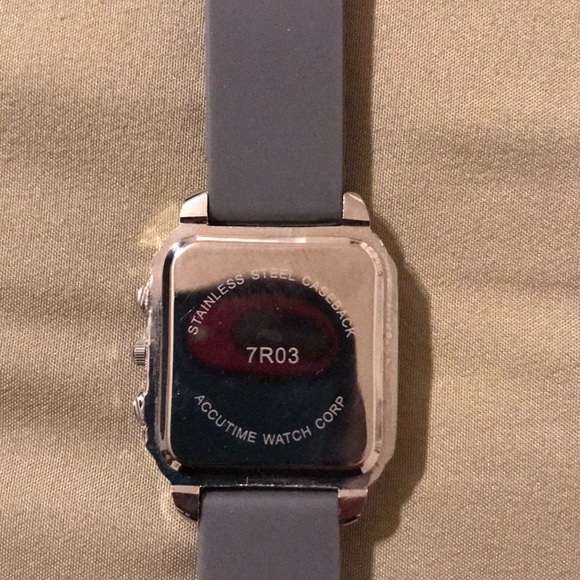 STAINLESS STEEL CASEBACK
7R03
ACCUTIME WATCH CORP